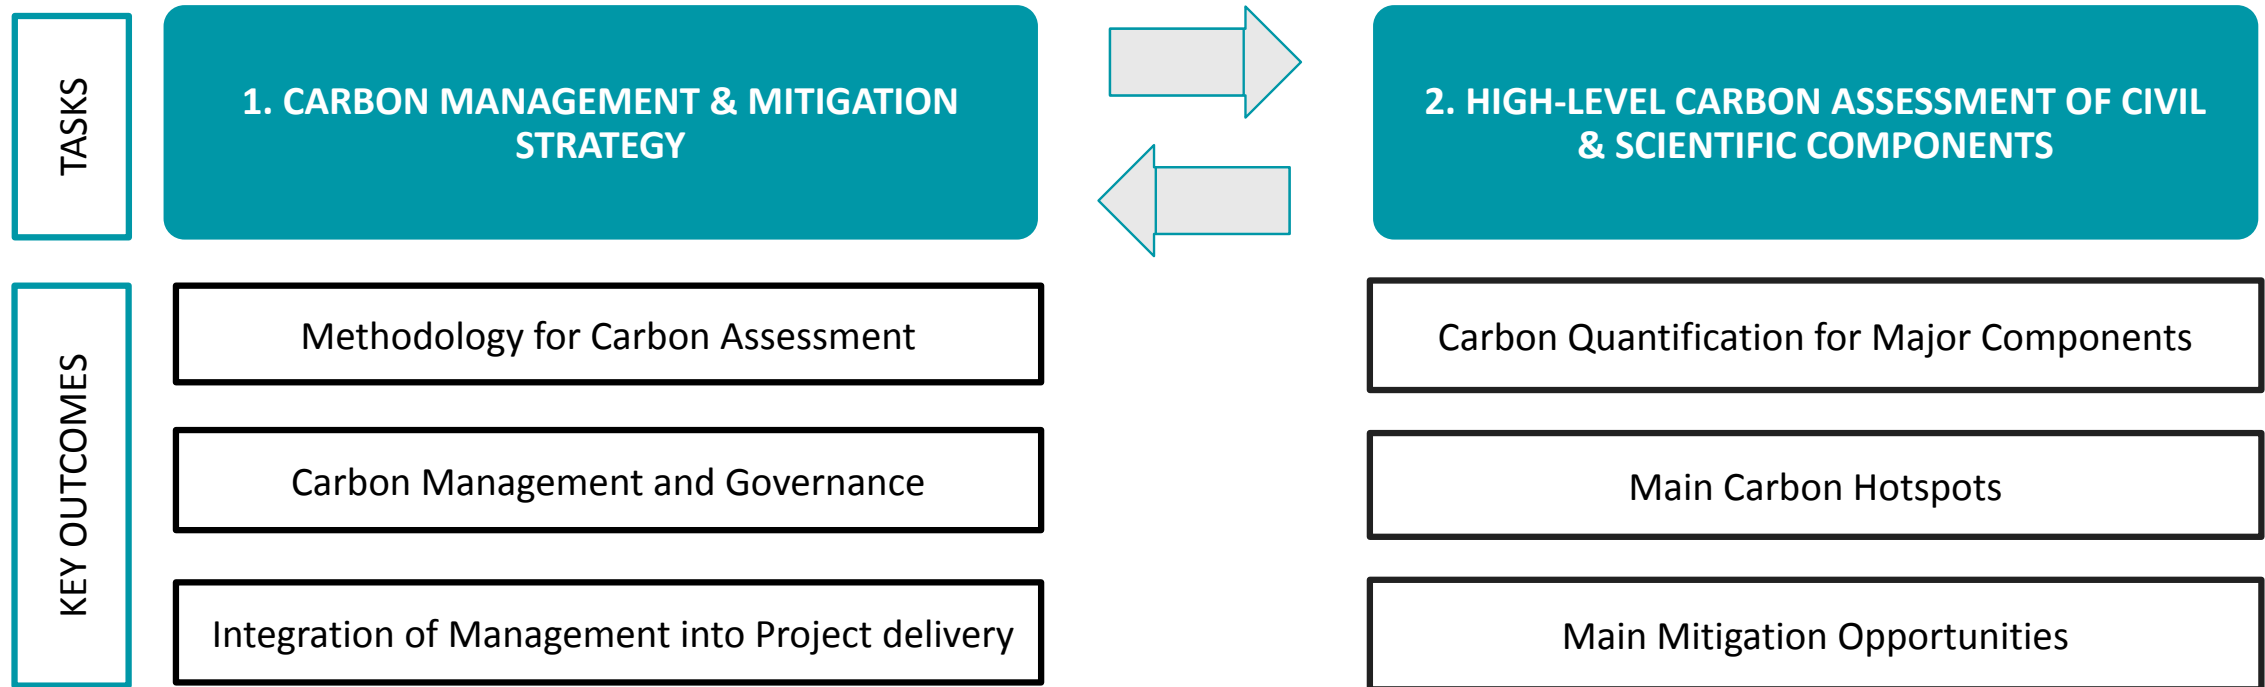 TASKS
1. CARBON MANAGEMENT & MITIGATION
STRATEGY
2. HIGH-LEVEL CARBON ASSESSMENT OF CIVIL
& SCIENTIFIC COMPONENTS
KEY OUTCOMES
Methodology for Carbon Assessment
Carbon Management and Governance
Integration of Management into Project delivery
Carbon Quantification for Major Components
Main Carbon Hotspots
Main Mitigation Opportunities